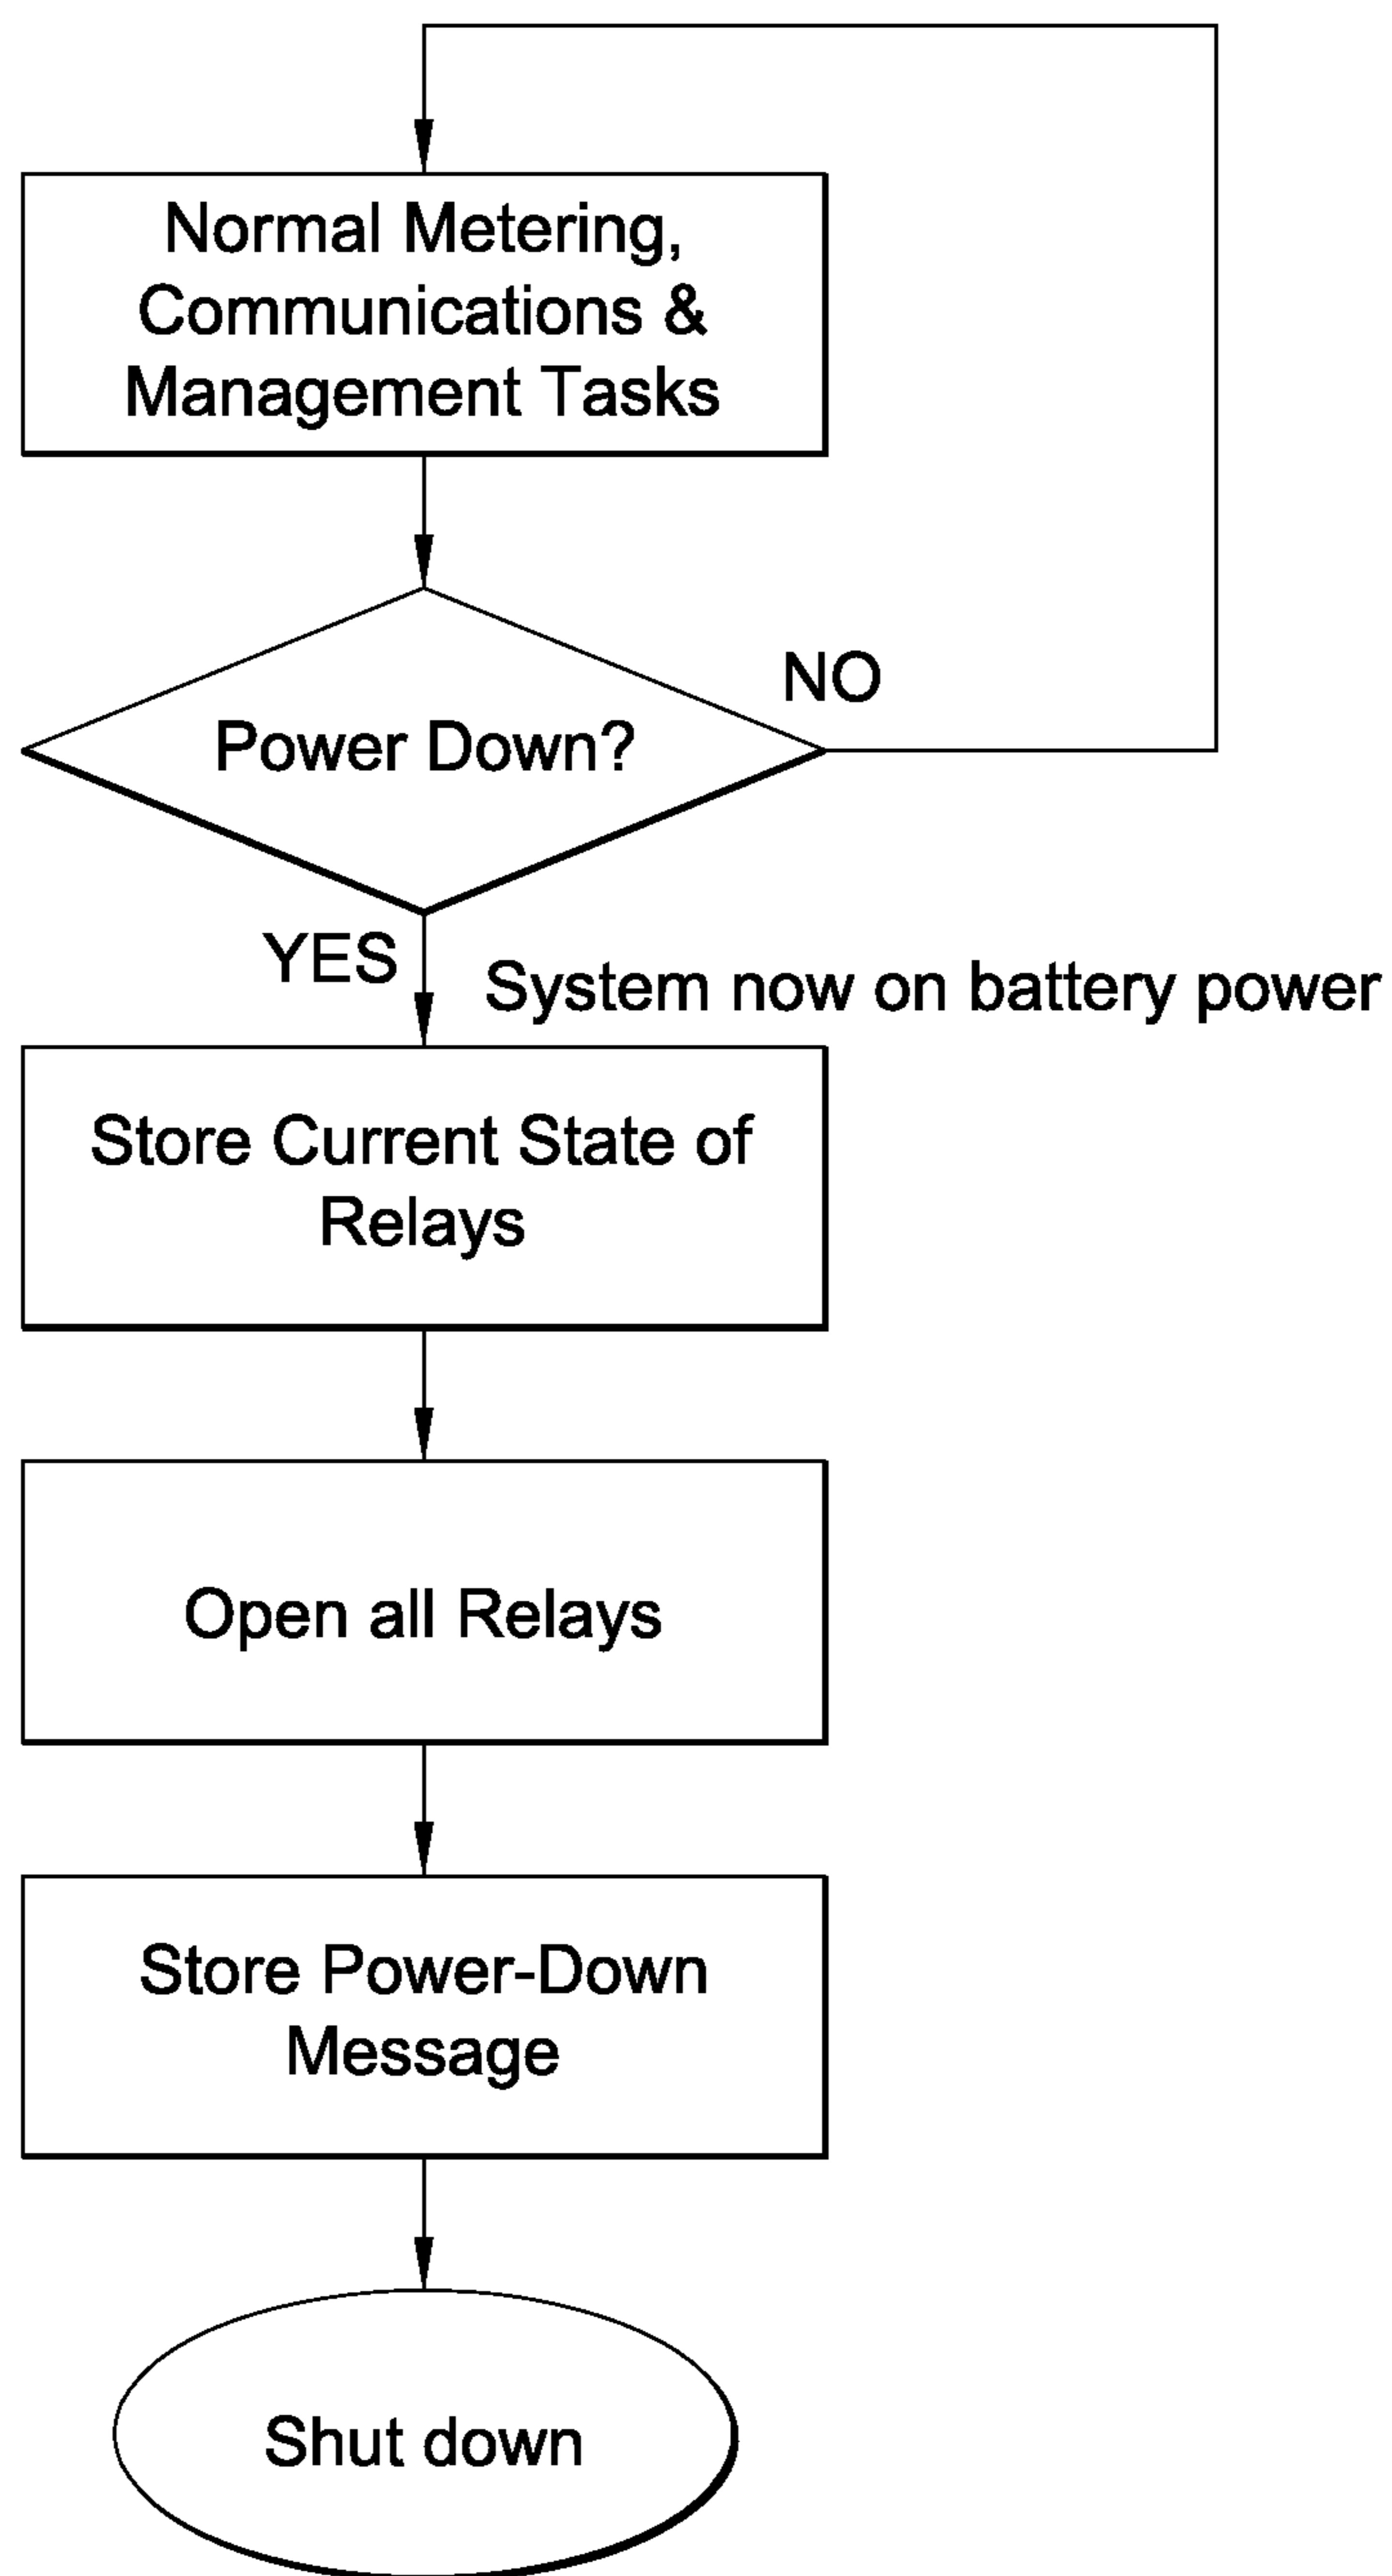 Normal Metering,
Communications &
Management Tasks
Power Down?
NO
YES
System now on battery power
Store Current State of
Relays
Open all Relays
Store Power-Down
Message
Shut down